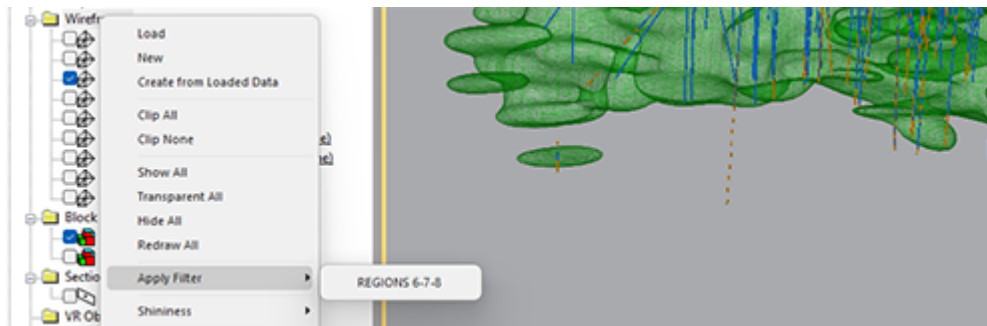 Wirefr
Load
New
Create from Loaded Data
Clip All
Clip None
e)
ne)
Show All
Transparent All
Block
Hide All
Redraw All
Sectio
Apply Filter
REGIONS 6-7-8
Shininess
VR Ob